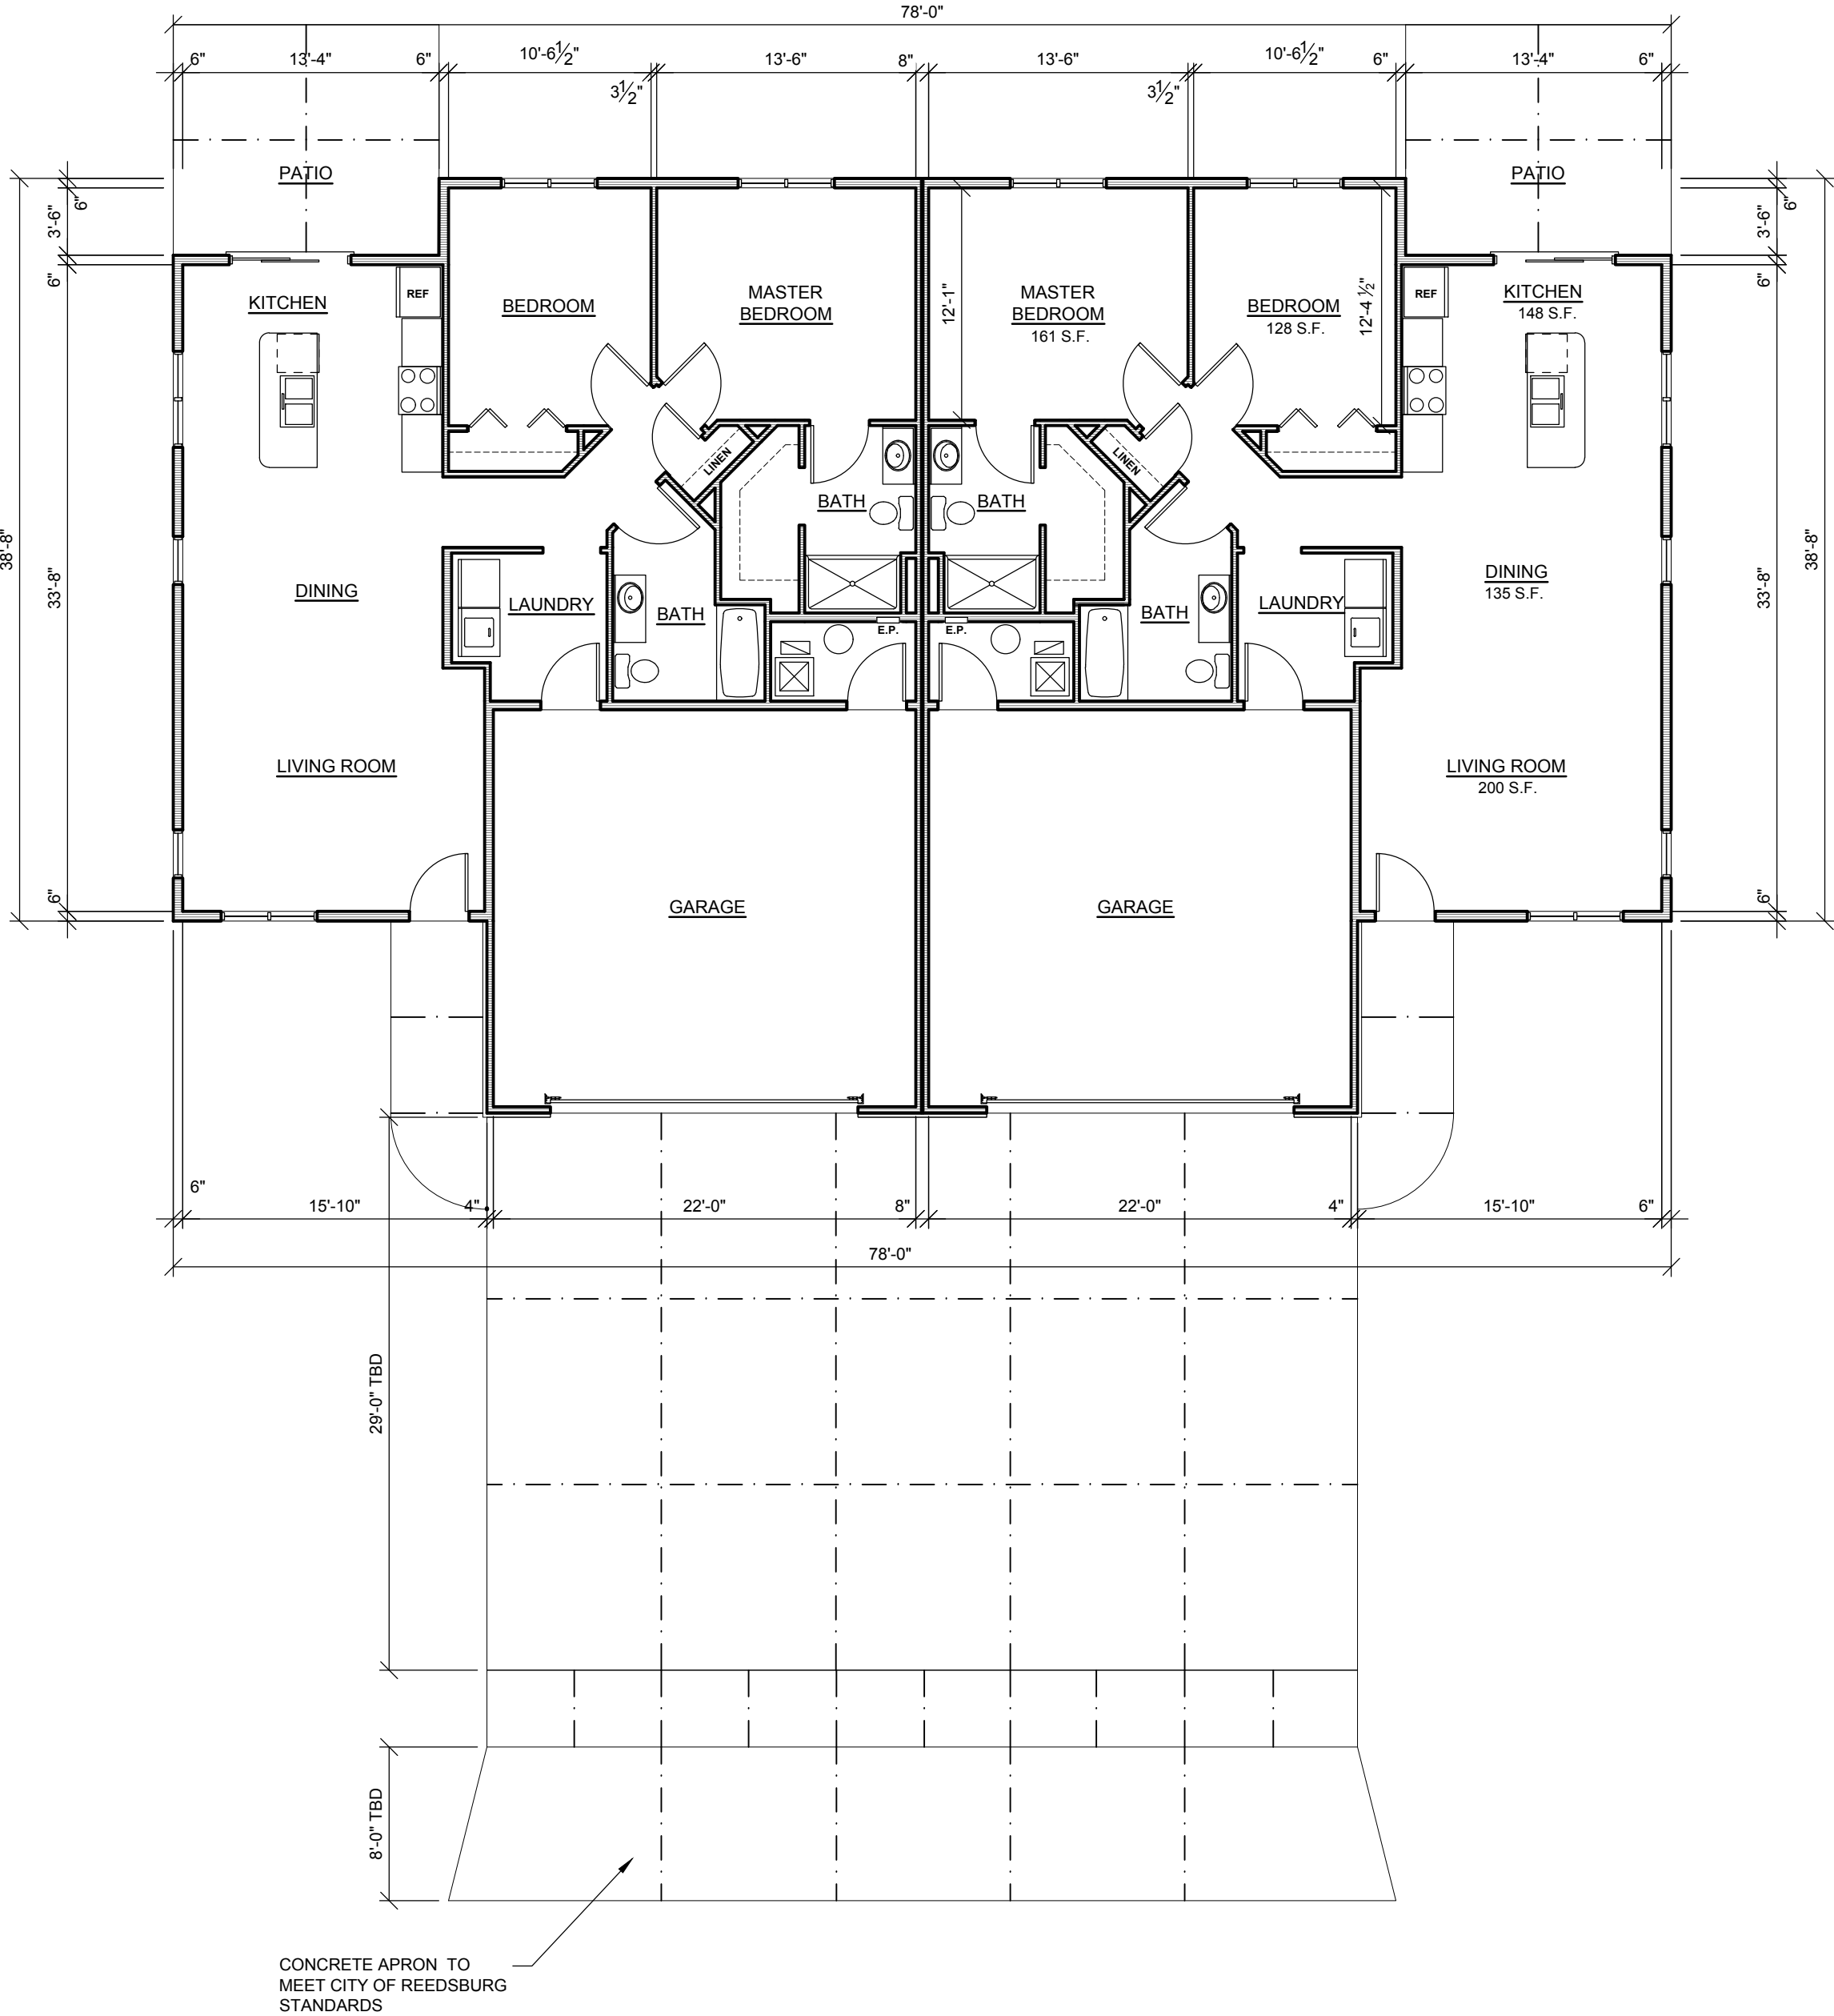 78'-0"
6" 13'-4" 6" 10'-6½" 13'-6" 8" 13'-6" 10'-6½" 6" 13'-4" 6"
3½" 3½"
PATIO PATIO
6" 6"
3'-6" 3'-6"
6" 6"
KITCHEN BEDROOM MASTER BEDROOM MASTER BEDROOM BEDROOM KITCHEN
REF REF
148 S.F.
161 S.F. 128 S.F.
12'-1" 12'-4 ½"
LINEN LINEN
BATH BATH
38'-8" 33'-8" 33'-8" 38'-8"
DINING DINING
135 S.F.
LAUNDRY BATH BATH LAUNDRY
E.P. E.P.
LIVING ROOM LIVING ROOM
200 S.F.
6" 6"
GARAGE GARAGE
6"
15'-10" 4" 22'-0" 8" 22'-0" 4" 15'-10" 6"
78'-0"
29'-0" TBD
8'-0" TBD
CONCRETE APRON TO
MEET CITY OF REEDSBURG
STANDARDS